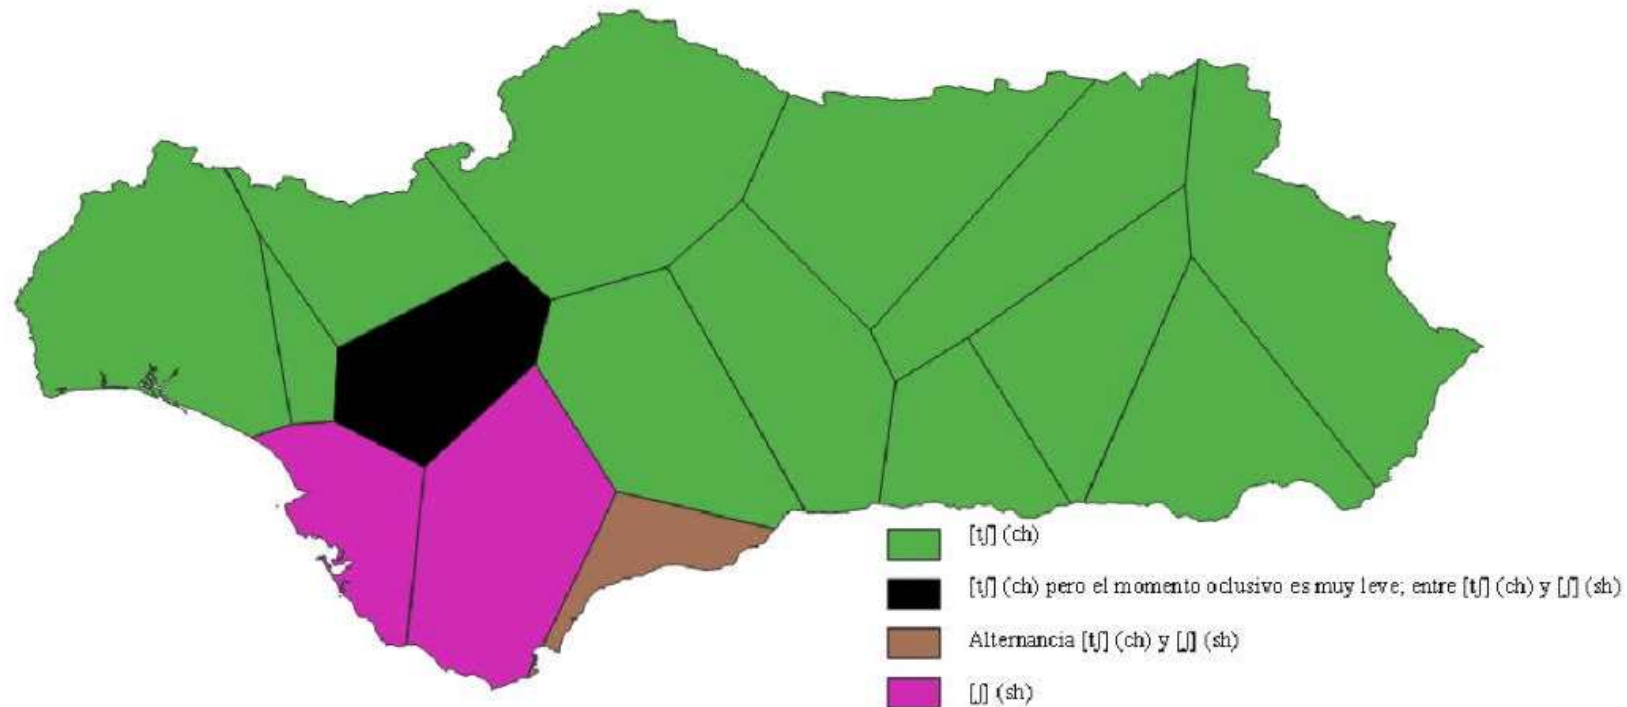 [tʃ] (ch)
[tʃ] (ch) pero el momento oclusivo es muy leve; entre [tʃ] (ch) y [ʃ] (sh)
Alternancia [tʃ] (ch) y [ʃ] (sh)
[ʃ] (sh)